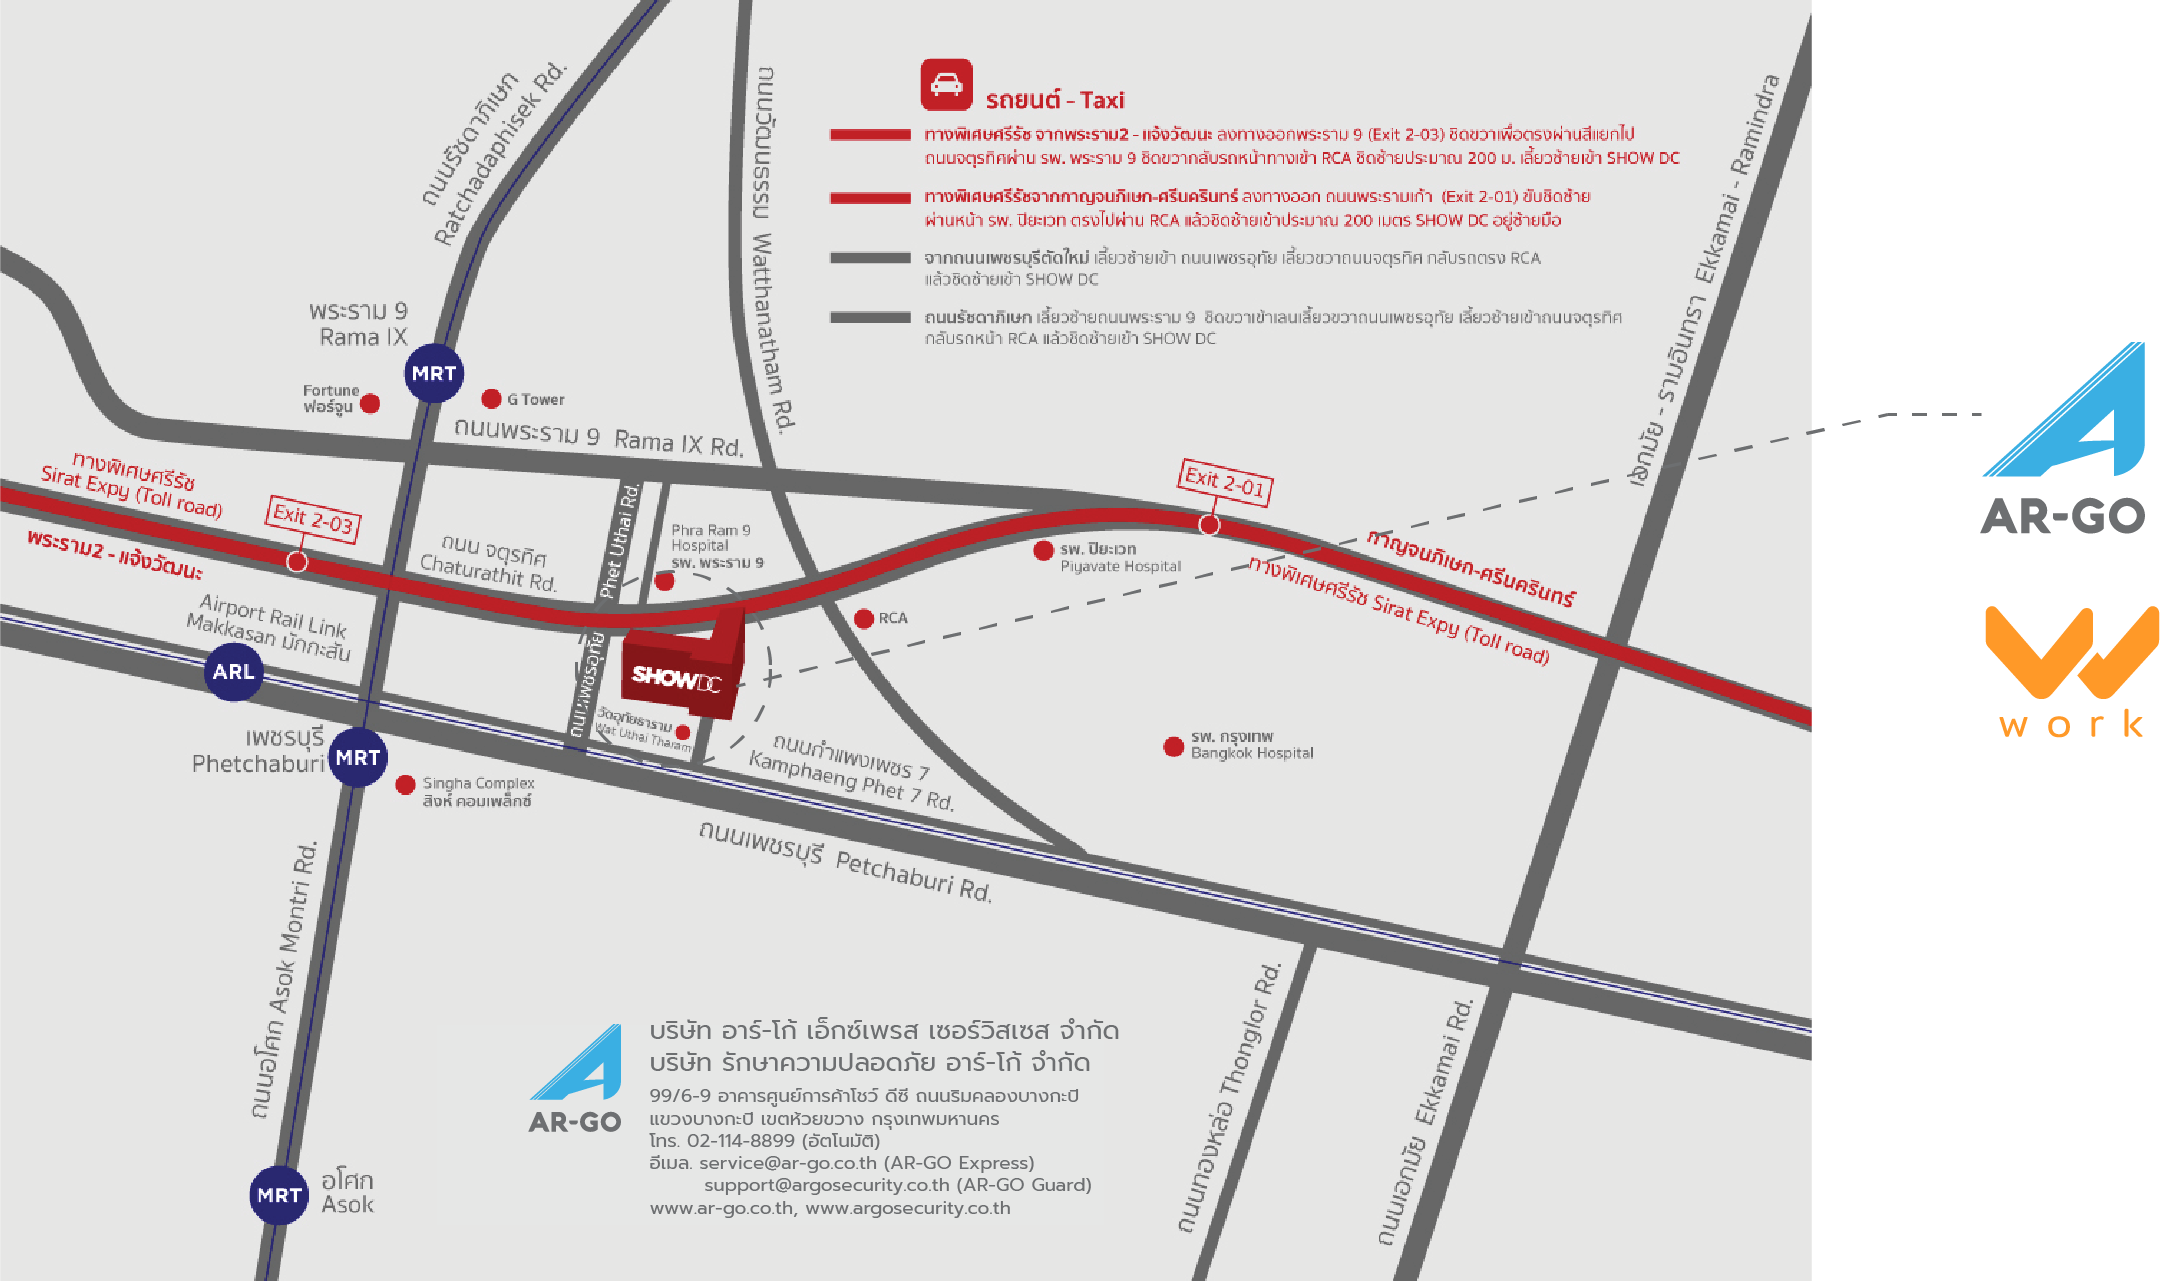 ถนนรัชดาภิเษก
Ratchadaphisek Rd.
ถนนวัฒนธรรม Watthanatham Rd.
รถยนต์ - Taxi
ทางพิเศษศรีรัช จากพระราม2 - แจ้งวัฒนะ ลงทางออกพระราม 9 (Exit 2-03) ชิดขวาเพื่อตรงผ่านสี่แยกไป
ถนนจตุรทิศผ่าน รพ. พระราม 9 ชิดขวากลับรถหน้าทางเข้า RCA ชิดซ้ายประมาณ 200 ม. เลี้ยวซ้ายเข้า SHOW DC
ทางพิเศษศรีรัชจากกาญจนภิเษก-ศรีนครินทร์ ลงทางออก ถนนพระรามเก้า (Exit 2-01) ขับชิดซ้าย
ผ่านหน้า รพ. ปิยะเวท ตรงไปผ่าน RCA แล้วชิดซ้ายเข้าประมาณ 200 เมตร SHOW DC อยู่ซ้ายมือ
จากถนนเพชรบุรีตัดใหม่ เลี้ยวซ้ายเข้า ถนนเพชรอุทัย เลี้ยวขวาถนนจตุรทิศ กลับรถตรง RCA
แล้วชิดซ้ายเข้า SHOW DC
ถนนรัชดาภิเษก เลี้ยวซ้ายถนนพระราม 9 ชิดขวาเข้าเลนเลี้ยวขวาถนนเพชรอุทัย เลี้ยวซ้ายเข้าถนนจตุรทิศ
กลับรถหน้า RCA แล้วชิดซ้ายเข้า SHOW DC
เอกมัย - รามอินทรา Ekkamai - Ramindra
พระราม 9
Rama IX
MRT
Fortune
ฟอร์จูน
G Tower
ถนนพระราม 9 Rama IX Rd.
ทางพิเศษศรีรัช
Sirat Expy (Toll road)
พระราม2 - แจ้งวัฒนะ
Exit 2-03
Exit 2-01
ถนน จตุรทิศ
Chaturathit Rd.
ถนนเพชรอุทัย Phet Uthai Rd.
Phra Ram 9
Hospital
รพ. พระราม 9
รพ. ปิยะเวท
Piyavate Hospital
กาญจนภิเษก-ศรีนครินทร์
ทางพิเศษศรีรัช Sirat Expy (Toll road)
RCA
Airport Rail Link
Makkasan มักกะสัน
ARL
SHOWDC
วัดอุทัยธาราม
Wat Uthai Tharam
เพชรบุรี
Phetchaburi
MRT
Singha Complex
สิงห์ คอมเพล็กซ์
ถนนกำแพงเพชร 7
Kamphaeng Phet 7 Rd.
รพ. กรุงเทพ
Bangkok Hospital
ถนนเพชรบุรี Petchaburi Rd.
ถนนอโศก Asok Montri Rd.
ถนนทองหล่อ Thonglor Rd.
ถนนเอกมัย Ekkamai Rd.
MRT
อโศก
Asok
AR-GO
บริษัท อาร์-โก้ เอ็กซ์เพรส เซอร์วิสเซส จำกัด
บริษัท รักษาความปลอดภัย อาร์-โก้ จำกัด
99/6-9 อาคารศูนย์การค้าโชว์ ดีซี ถนนริมคลองบางกะปิ
แขวงบางกะปิ เขตห้วยขวาง กรุงเทพมหานคร
โทร. 02-114-8899 (อัตโนมัติ)
อีเมล. service@ar-go.co.th (AR-GO Express)
support@argosecurity.co.th (AR-GO Guard)
www.ar-go.co.th, www.argosecurity.co.th
AR-GO
work